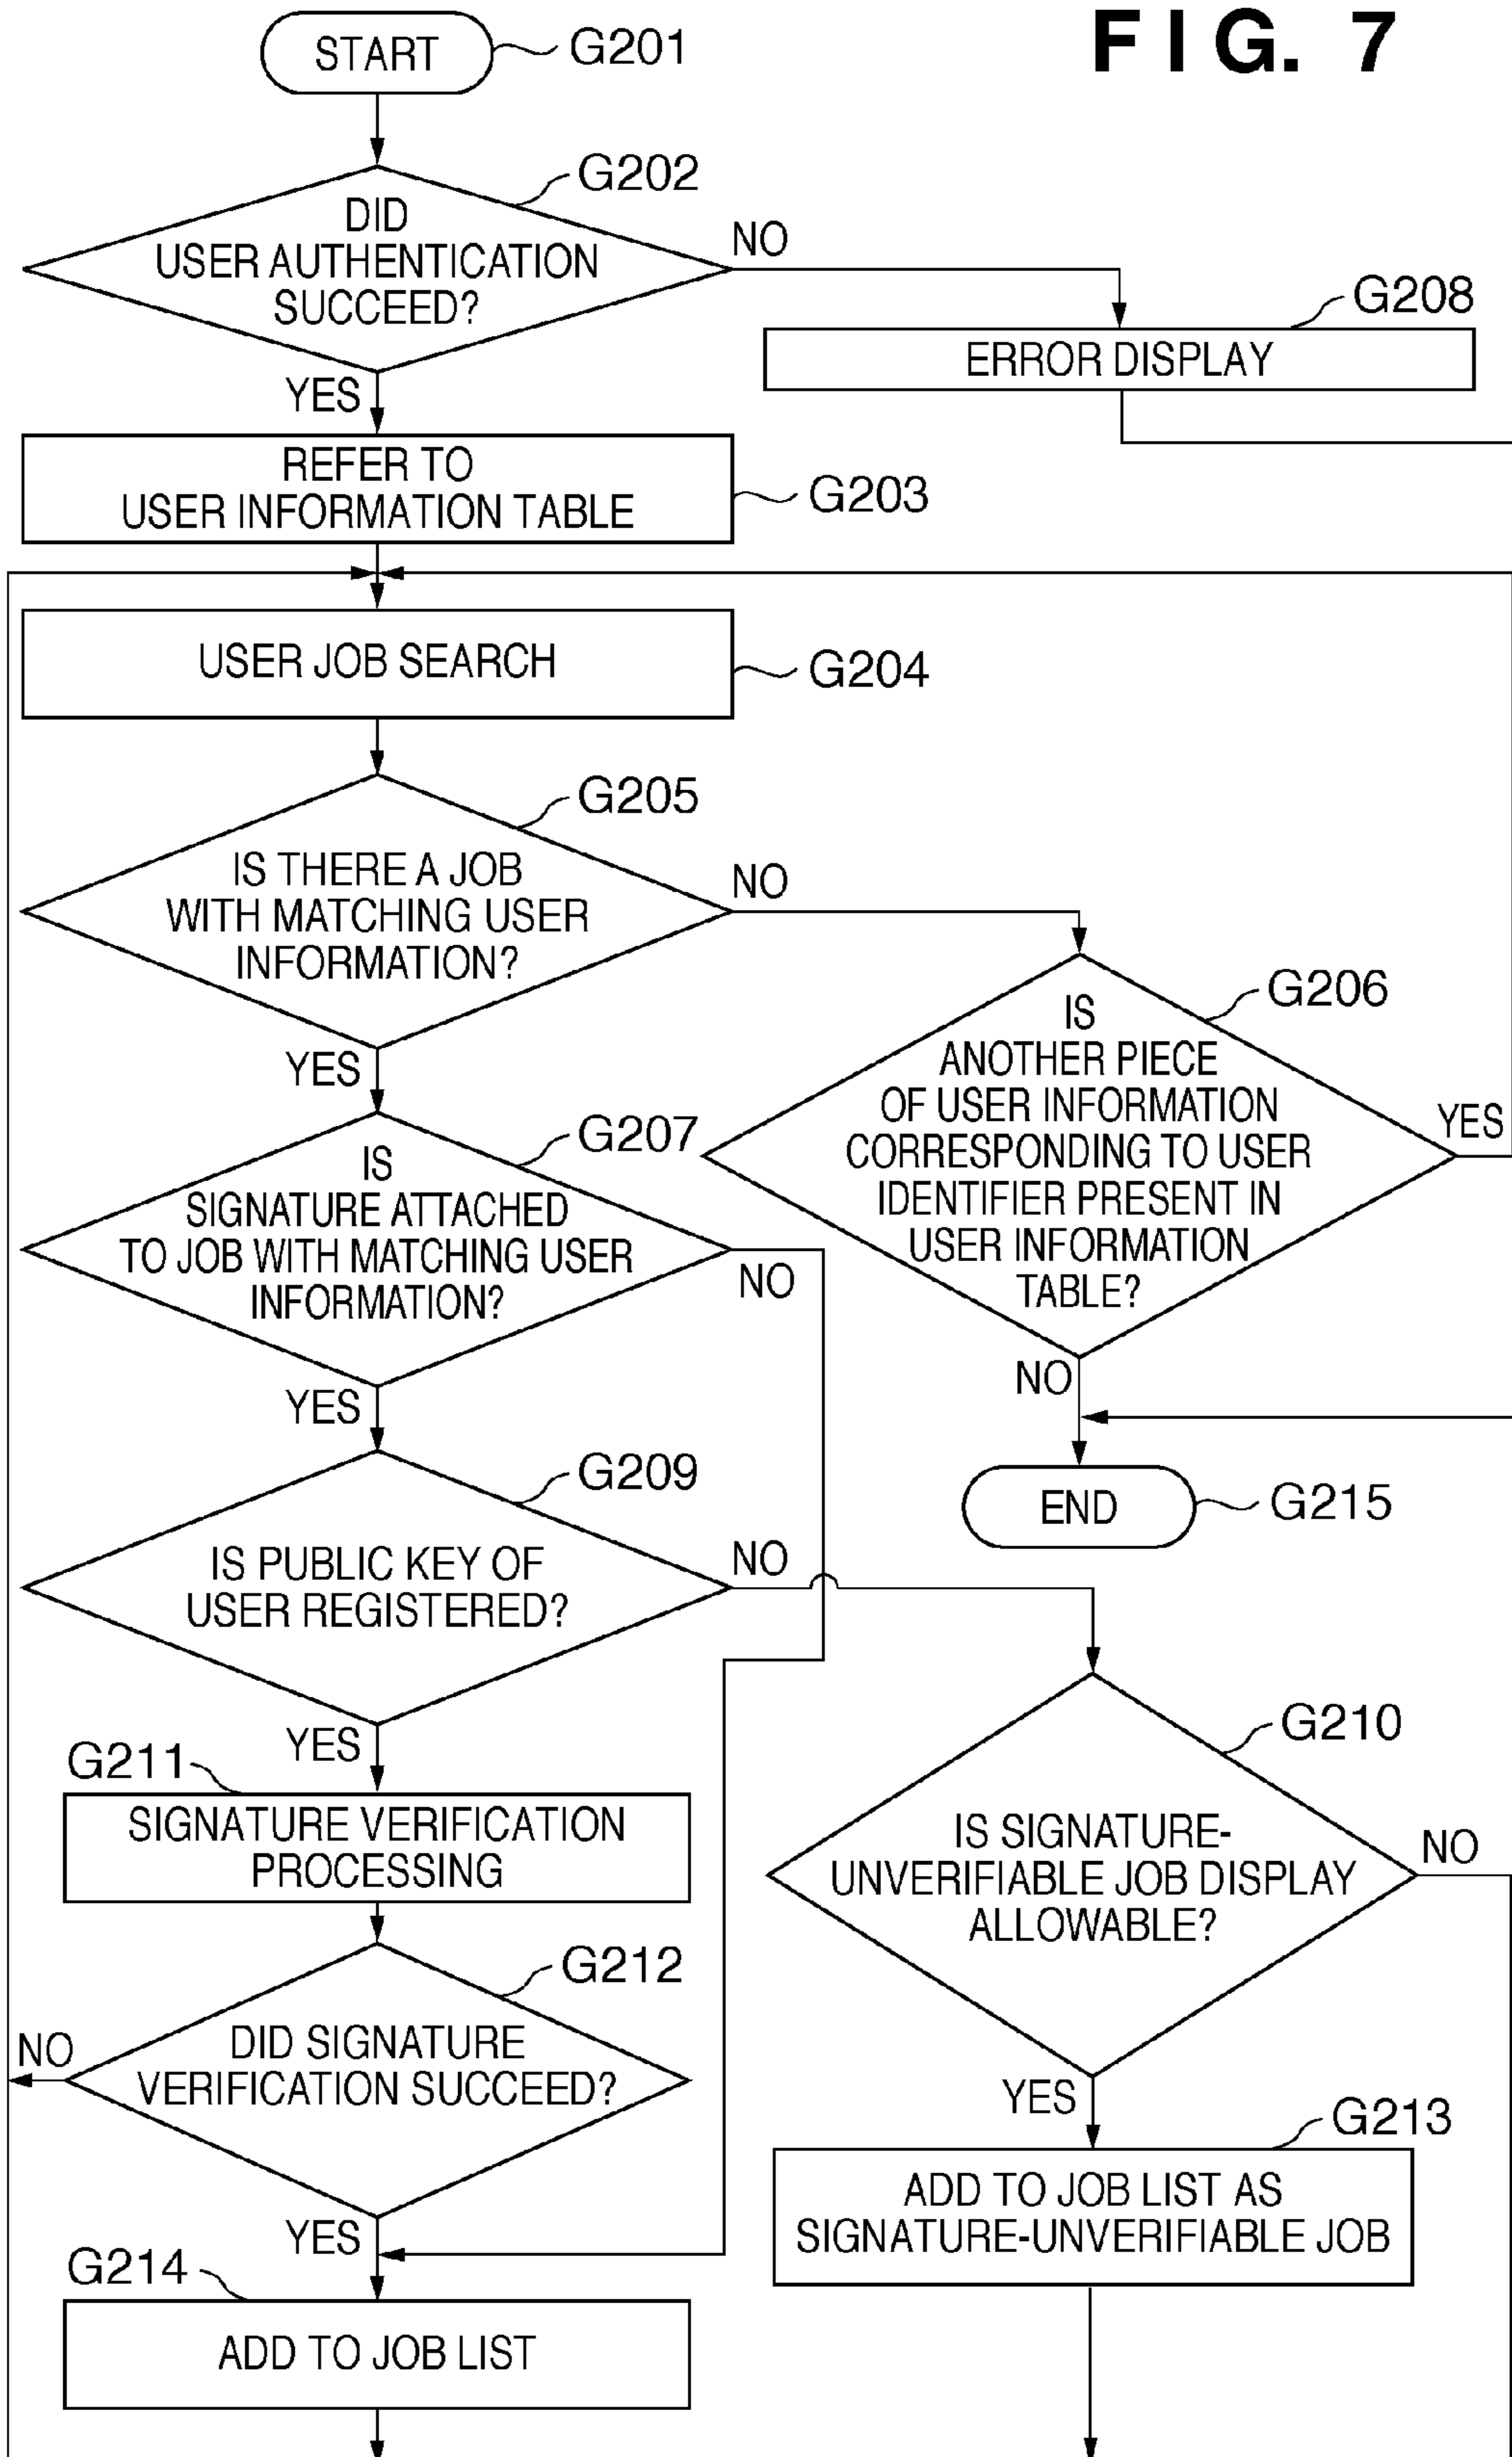 FIG. 7
START
G201
G202
DID
USER AUTHENTICATION
SUCCEED?
NO
YES
G208
ERROR DISPLAY
REFER TO
USER INFORMATION TABLE
G203
USER JOB SEARCH
G204
G205
IS THERE A JOB
WITH MATCHING USER
INFORMATION?
NO
YES
G206
IS
ANOTHER PIECE
OF USER INFORMATION
CORRESPONDING TO USER
IDENTIFIER PRESENT IN
USER INFORMATION
TABLE?
YES
NO
G207
IS
SIGNATURE ATTACHED
TO JOB WITH MATCHING USER
INFORMATION?
NO
YES
END
G215
G209
IS PUBLIC KEY OF
USER REGISTERED?
NO
YES
G210
IS SIGNATURE-
UNVERIFIABLE JOB DISPLAY
ALLOWABLE?
NO
YES
G211
SIGNATURE VERIFICATION
PROCESSING
G212
DID SIGNATURE
VERIFICATION SUCCEED?
NO
YES
G213
ADD TO JOB LIST AS
SIGNATURE-UNVERIFIABLE JOB
G214
ADD TO JOB LIST